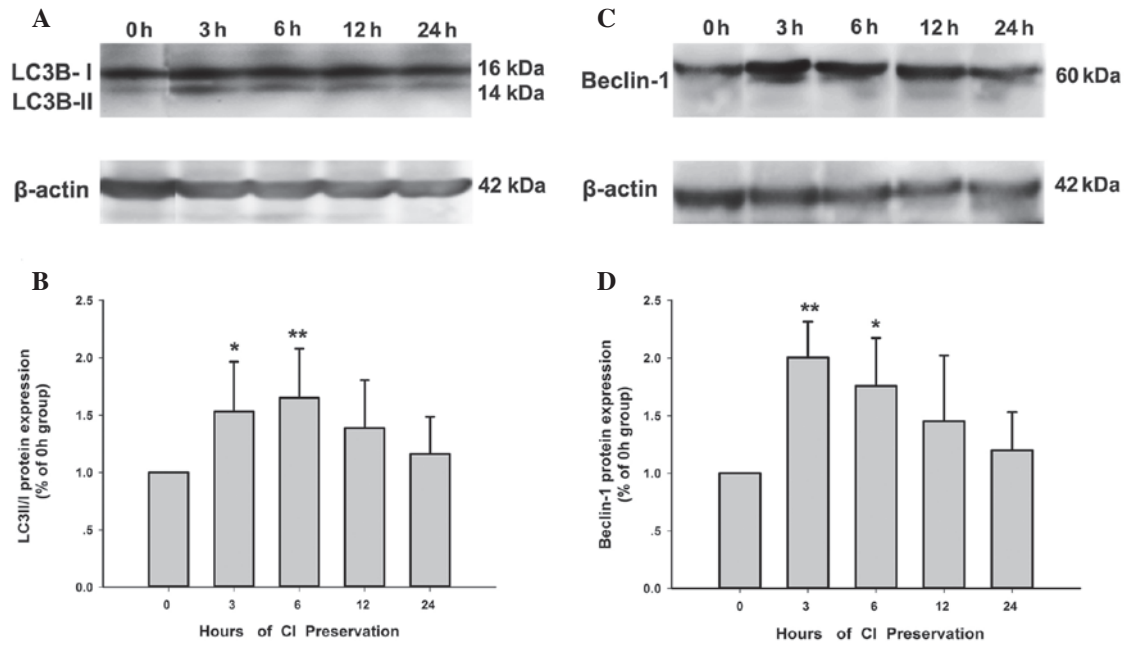 A
0 h 3 h 6 h 12 h 24 h
LC3B- I
LC3B-II
16 kDa
14 kDa
β-actin
42 kDa
C
0 h 3 h 6 h 12 h 24 h
Beclin-1
60 kDa
β-actin
42 kDa
B
LC3II/I protein expression
(% of 0h group)
2.5
2.0
1.5
1.0
.5
0.0
* **
0 3 6 12 24
Hours of CI Preservation
D
Beclin-1 protein expression
(% of 0h group)
2.5
2.0
1.5
1.0
.5
0.0
** *
0 3 6 12 24
Hours of CI Preservation